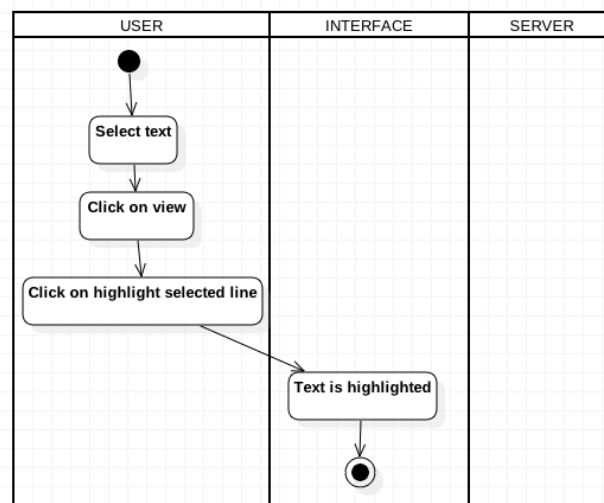 USER
INTERFACE
SERVER
Select text
Click on view
Click on highlight selected line
Text is highlighted